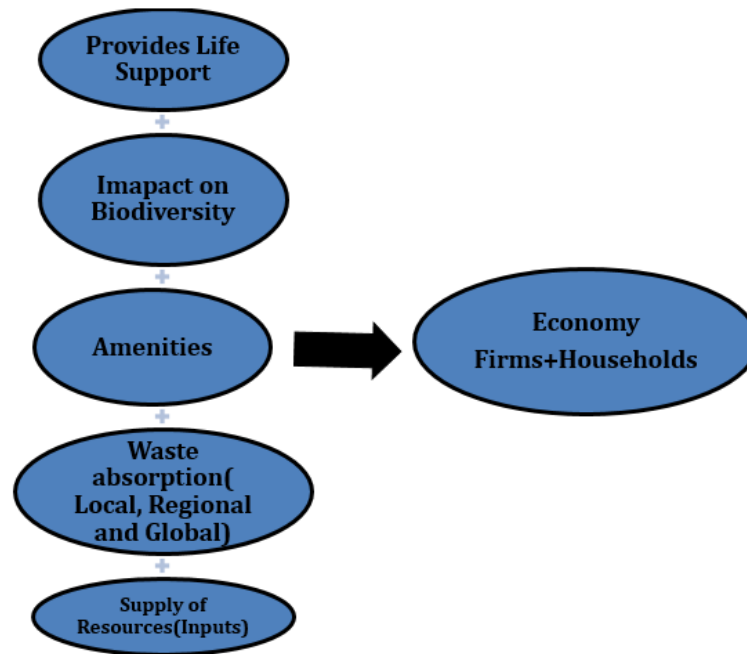 Provides Life
Support
Imapact on
Biodiversity
Amenities
Waste
absorption(
Local, Regional
and Global)
Supply of
Resources(Inputs)
Economy
Firms+Households